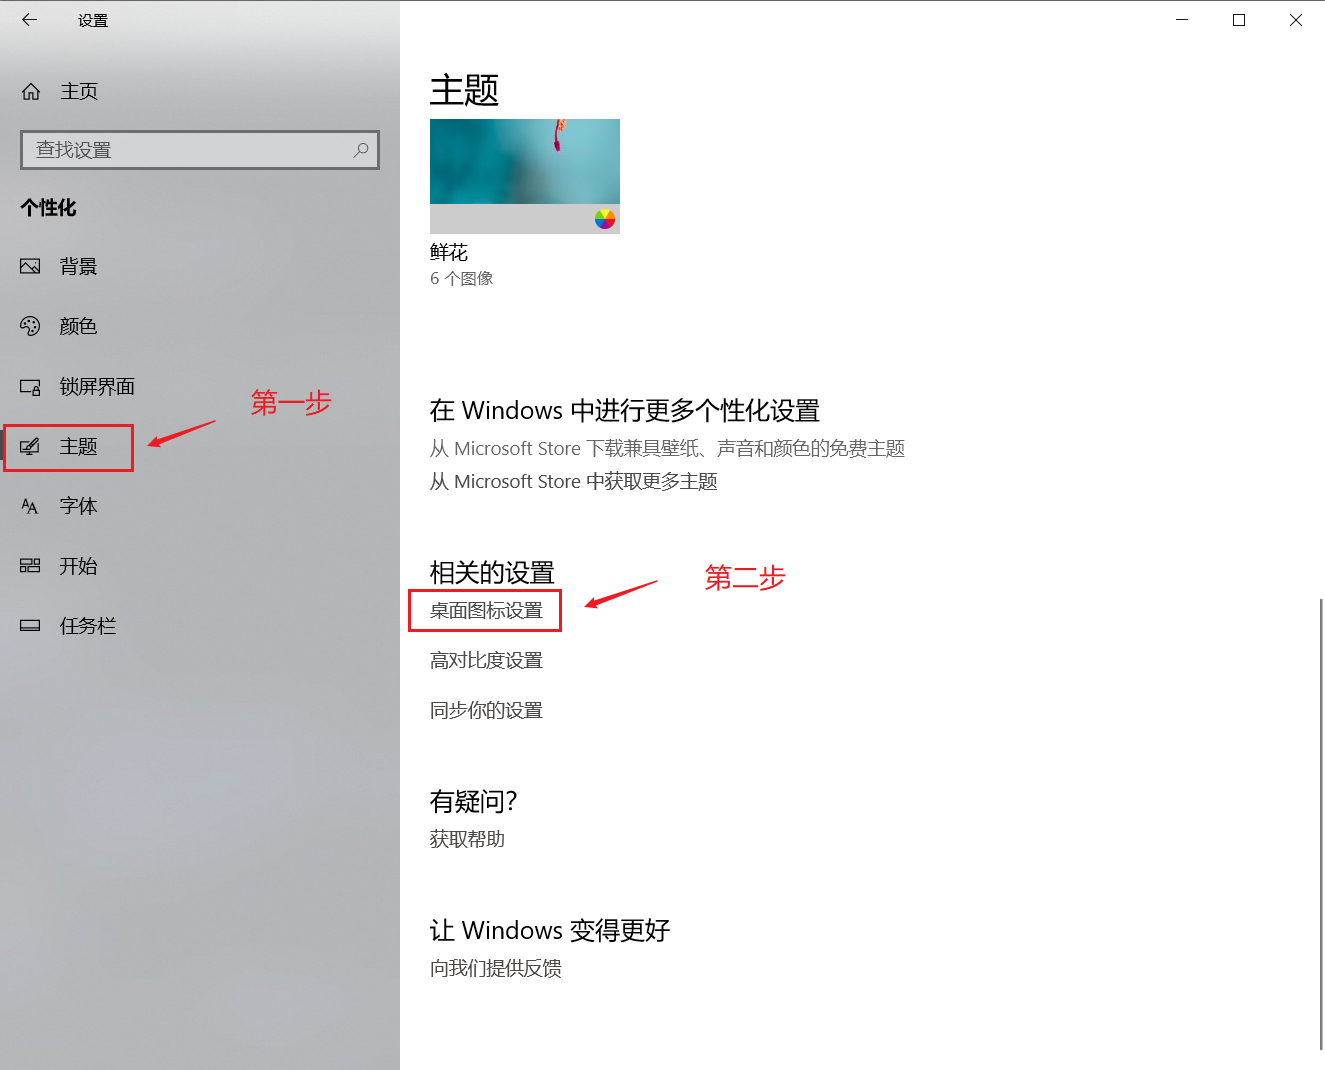 设置
主页
查找设置
个性化
背景
颜色
锁屏界面
第一步
主题
字体
开始
任务栏
主题
鲜花
6 个图像
在 Windows 中进行更多个性化设置
从 Microsoft Store 下载兼具壁纸、声音和颜色的免费主题
从 Microsoft Store 中获取更多主题
相关的设置
第二步
桌面图标设置
高对比度设置
同步你的设置
有疑问?
获取帮助
让 Windows 变得更好
向我们提供反馈